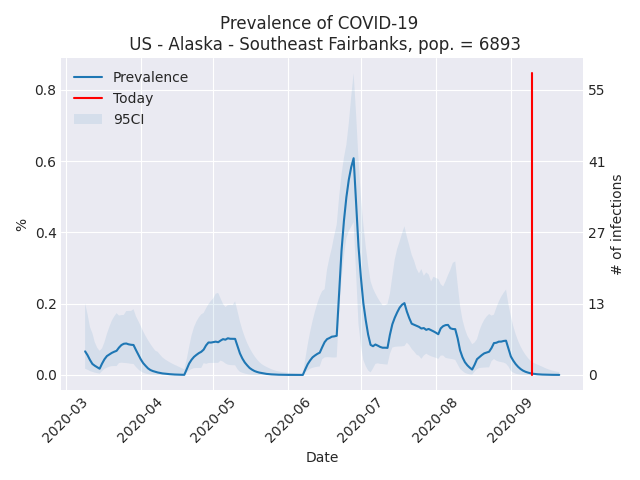 Prevalence of COVID-19
US - Alaska - Southeast Fairbanks, pop. = 6893
Prevalence
Today
95CI
0.8
0.6
0.4
0.2
0.0
%
55
41
27
13
0
# of infections
2020-03
2020-04
2020-05
2020-06
2020-07
2020-08
2020-09
Date